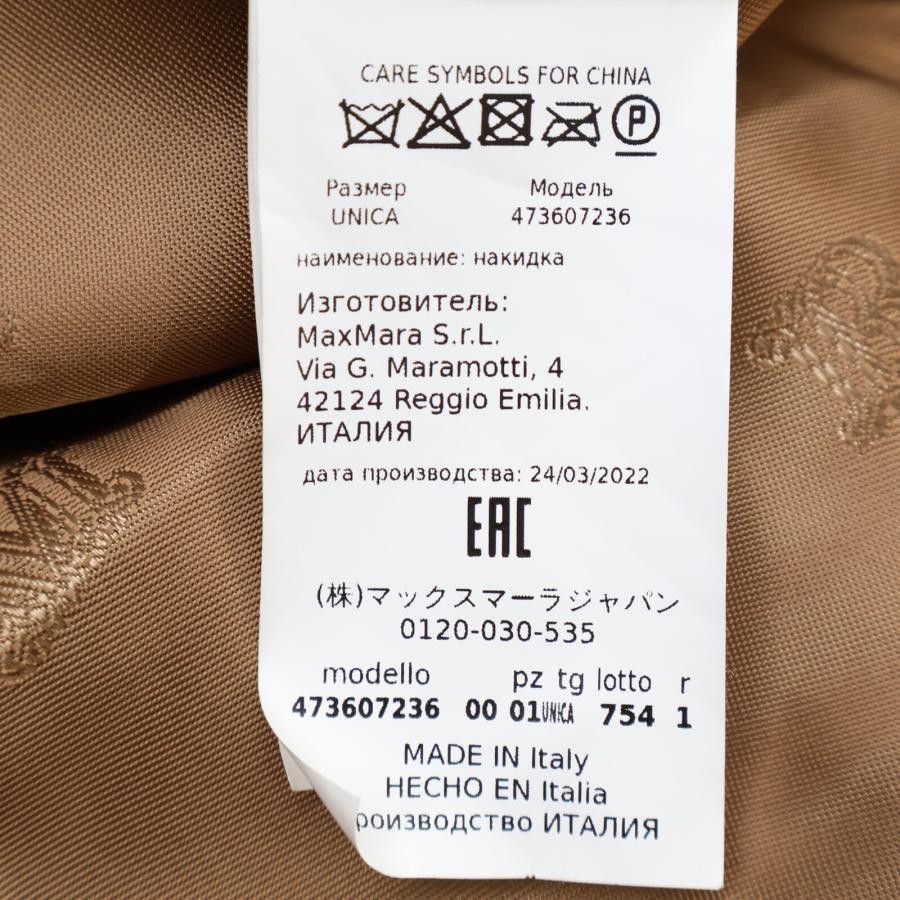 CARE SYMBOLS FOR CHINA
P
Размер Модель
UNICA 473607236
наименование: накидка
Изготовитель:
MaxMara S.r.L.
Via G. Maramotti, 4
42124 Reggio Emilia.
ИТАЛИЯ
дата производства: 24/03/2022
EAC
(株)マックスマーラジャパン
0120-030-535
modello pz tg lotto r
473607236 00 01 UNICA 754 1
MADE IN Italy
HECHO EN Italia
роизводство ИТАЛИЯ